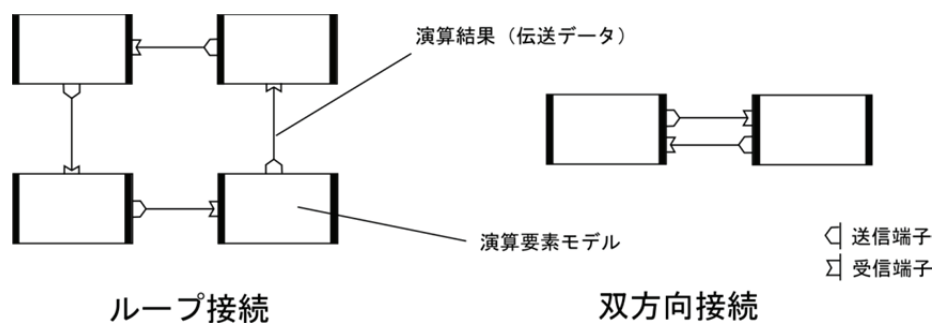 演算結果（伝送データ）
演算要素モデル
送信端子
受信端子
ループ接続
双方向接続